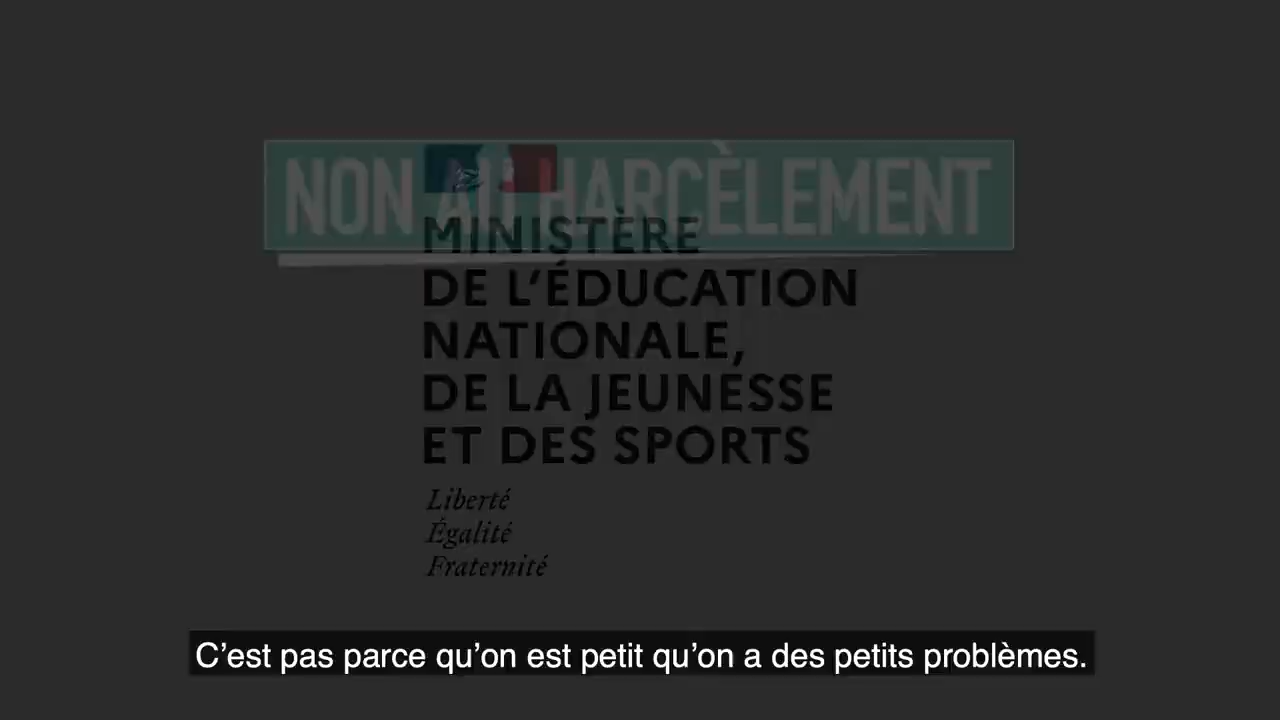 NON AU HARCÈLEMENT
MINISTÈRE
DE L’ÉDUCATION
NATIONALE,
DE LA JEUNESSE
ET DES SPORTS
Liberté
Égalité
Fraternité
C’est pas parce qu’on est petit qu’on a des petits problèmes.